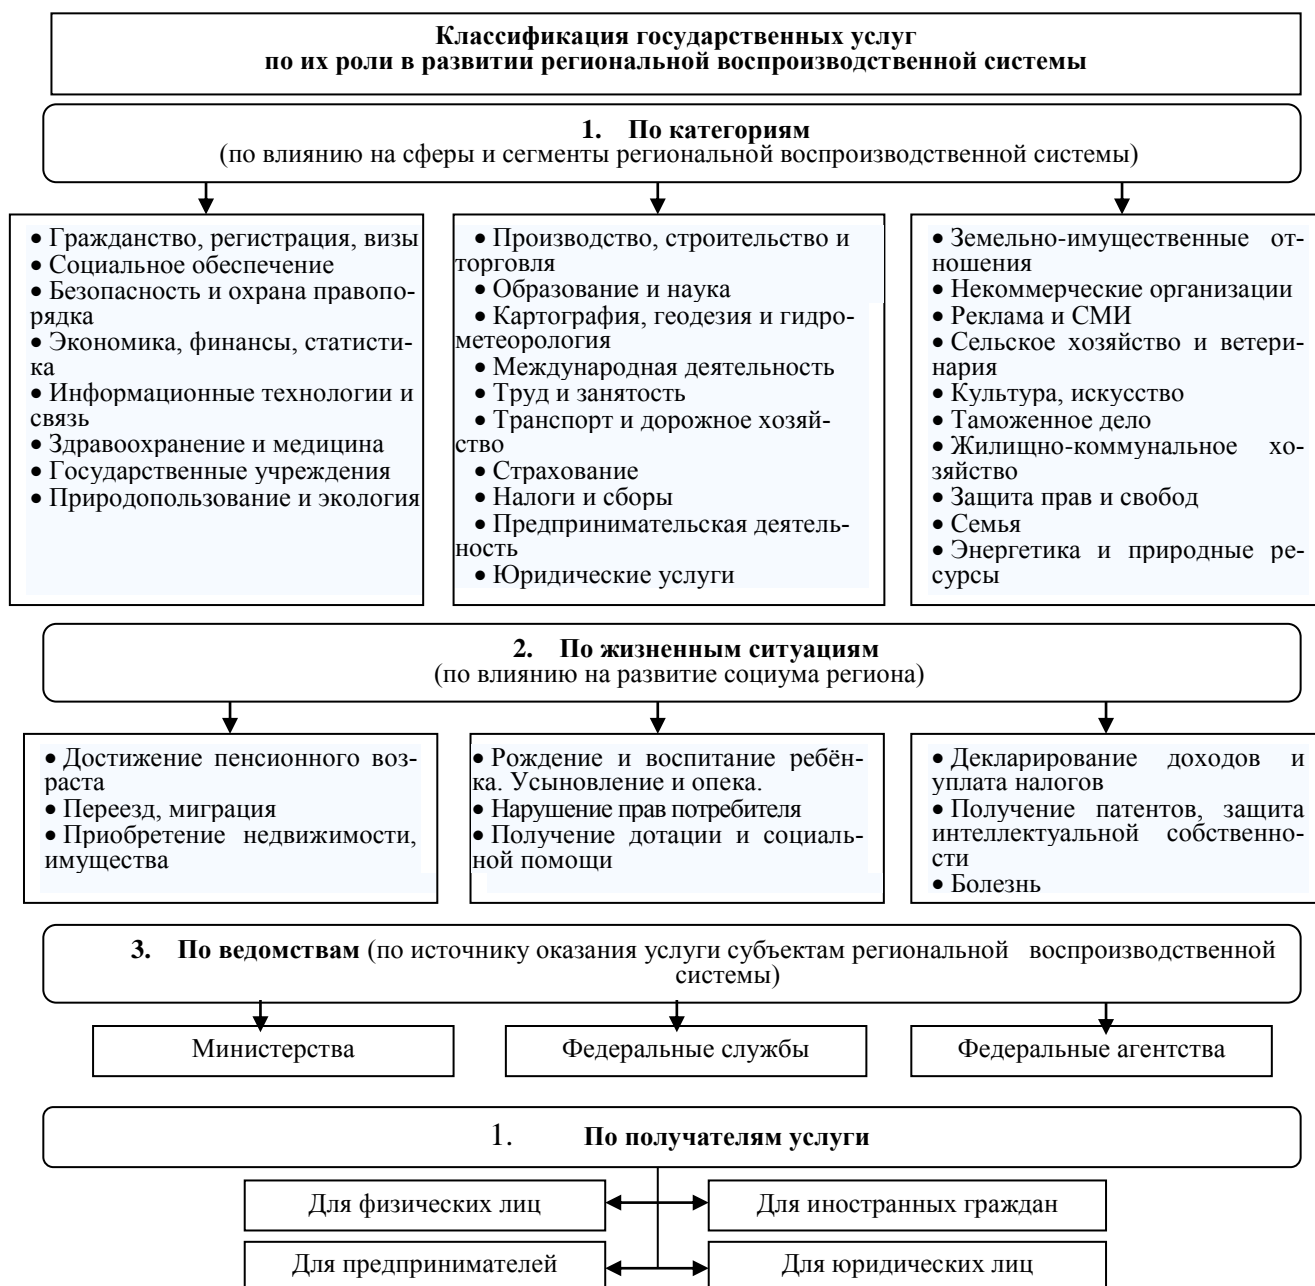 Классификация государственных услуг
по их роли в развитии региональной воспроизводственной системы
1. По категориям
(по влиянию на сферы и сегменты региональной воспроизводственной системы)
• Гражданство, регистрация, визы
• Социальное обеспечение
• Безопасность и охрана правопо-
рядка
• Экономика, финансы, статисти-
ка
• Информационные технологии и
связь
• Здравоохранение и медицина
• Государственные учреждения
• Природопользование и экология
• Производство, строительство и
торговля
• Образование и наука
• Картография, геодезия и гидро-
метеорология
• Международная деятельность
• Труд и занятость
• Транспорт и дорожное хозяй-
ство
• Страхование
• Налоги и сборы
• Предпринимательская деятель-
ность
• Юридические услуги
• Земельно-имущественные от-
ношения
• Некоммерческие организации
• Реклама и СМИ
• Сельское хозяйство и ветери-
нария
• Культура, искусство
• Таможенное дело
• Жилищно-коммунальное хо-
зяйство
• Защита прав и свобод
• Семья
• Энергетика и природные ре-
сурсы
2. По жизненным ситуациям
(по влиянию на развитие социума региона)
• Достижение пенсионного воз-
раста
• Переезд, миграция
• Приобретение недвижимости,
имущества
• Рождение и воспитание ребён-
ка. Усыновление и опека.
• Нарушение прав потребителя
• Получение дотации и социаль-
ной помощи
• Декларирование доходов и
уплата налогов
• Получение патентов, защита
интеллектуальной собственно-
сти
• Болезнь
3. По ведомствам (по источнику оказания услуги субъектам региональной воспроизводственной
системы)
Министерства
Федеральные службы
Федеральные агентства
1. По получателям услуги
Для физических лиц
Для иностранных граждан
Для предпринимателей
Для юридических лиц